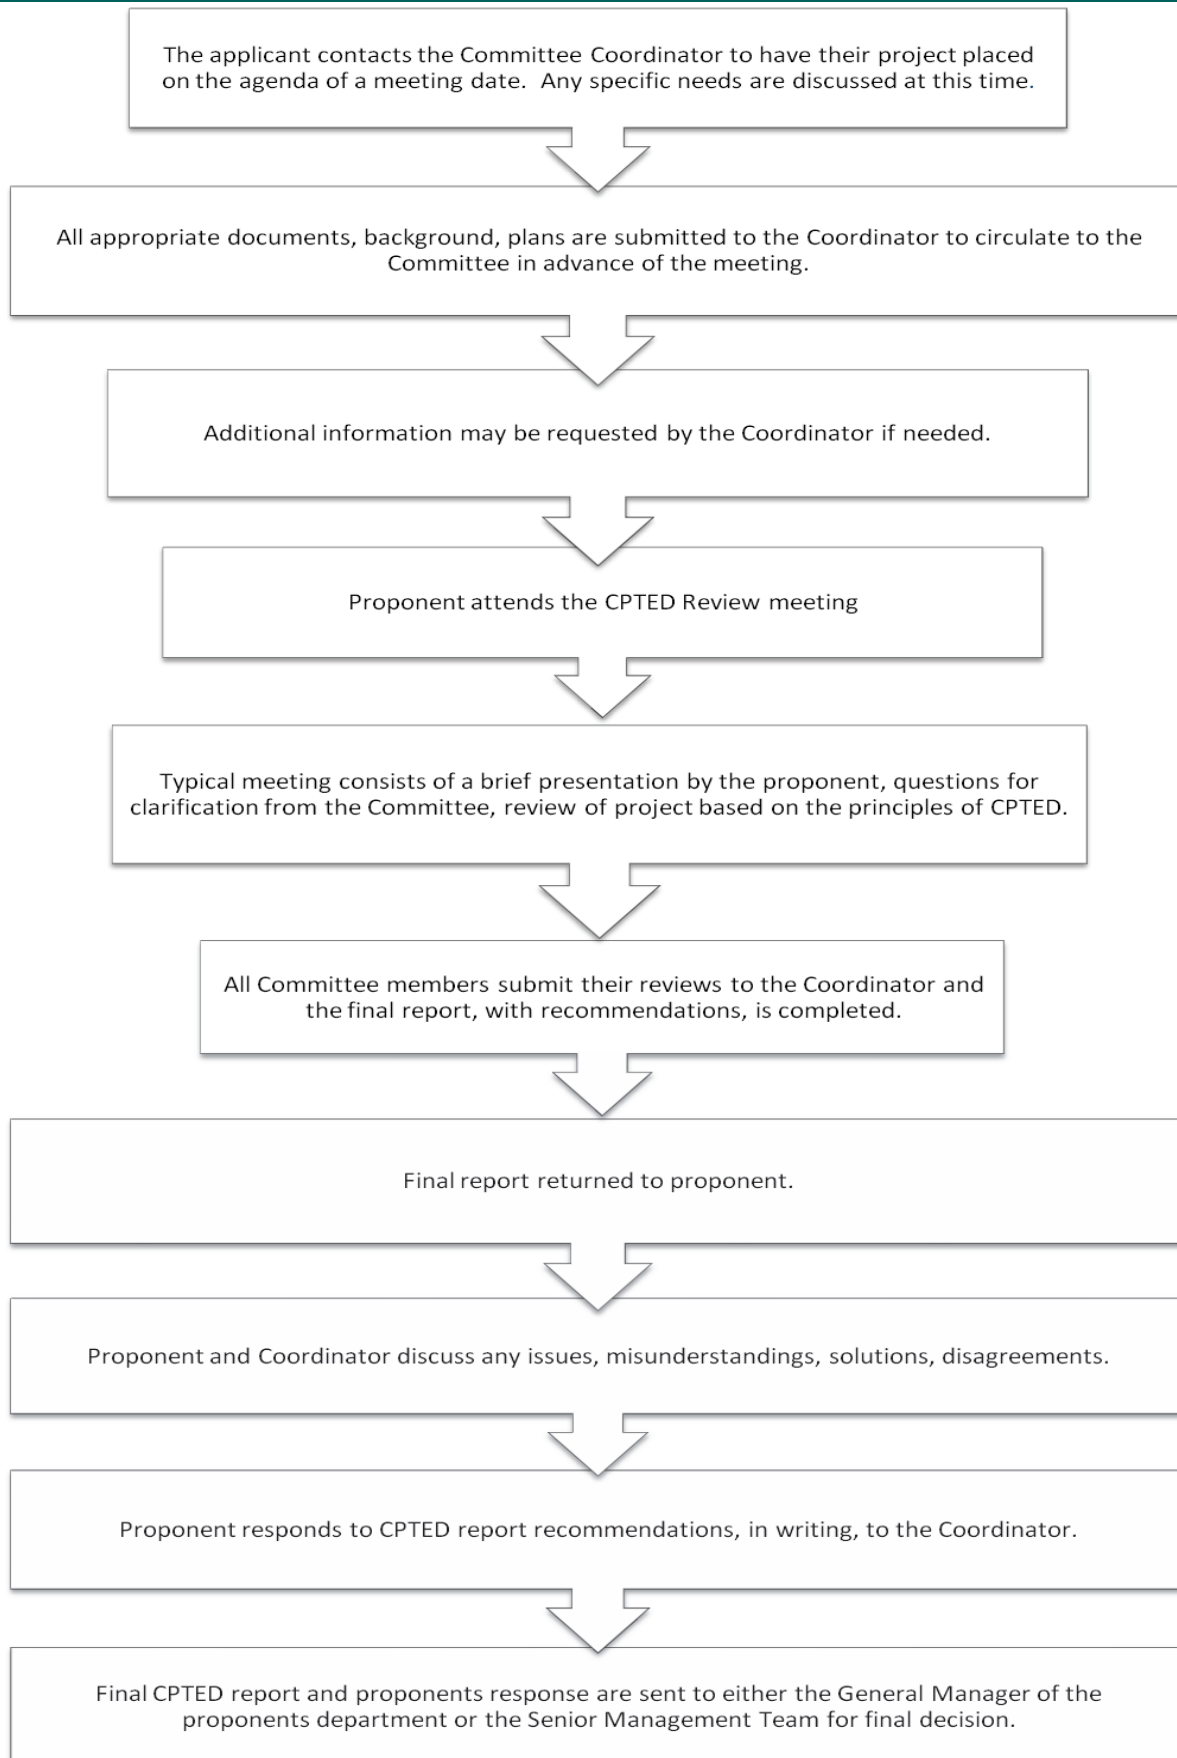 The applicant contacts the Committee Coordinator to have their project placed
on the agenda of a meeting date.  Any specific needs are discussed at this time.
All appropriate documents, background, plans are submitted to the Coordinator to circulate to the
Committee in advance of the meeting.
Additional information may be requested by the Coordinator if needed.
Proponent attends the CPTED Review meeting
Typical meeting consists of a brief presentation by the proponent, questions for
clarification from the Committee, review of project based on the principles of CPTED.
All Committee members submit their reviews to the Coordinator and
the final report, with recommendations, is completed.
Final report returned to proponent.
Proponent and Coordinator discuss any issues, misunderstandings, solutions, disagreements.
Proponent responds to CPTED report recommendations, in writing, to the Coordinator.
Final CPTED report and proponents response are sent to either the General Manager of the
proponents department or the Senior Management Team for final decision.